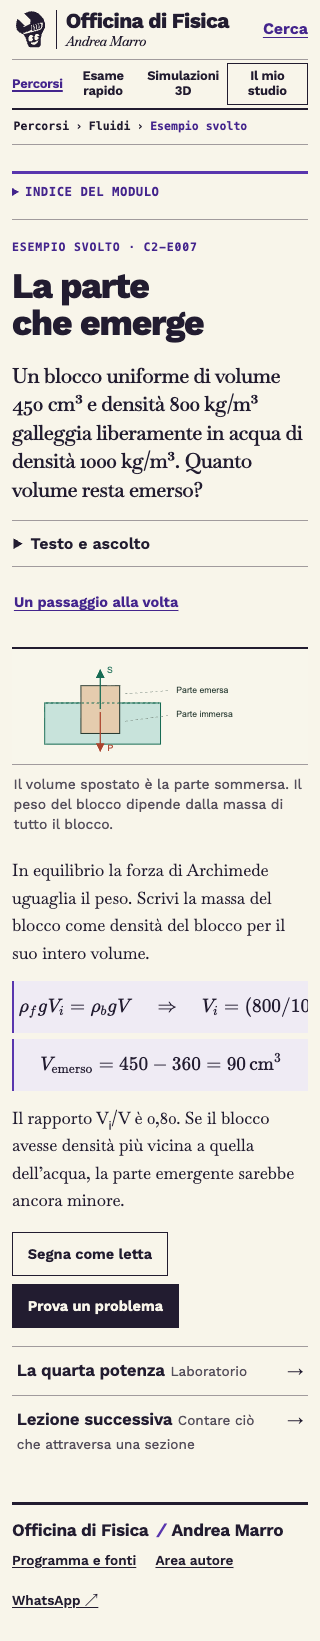 Officina di Fisica
Andrea Marro
Cerca
Percorsi
Esame rapido
Simulazioni 3D
Il mio studio
Percorsi › Fluidi › Esempio svolto
▶ INDICE DEL MODULO
ESEMPIO SVOLTO · C2–E007
La parte
che emerge
Un blocco uniforme di volume
450 cm³ e densità 800 kg/m³
galleggia liberamente in acqua di
densità 1000 kg/m³. Quanto
volume resta emerso?
▶ Testo e ascolto
Un passaggio alla volta
S
Parte emersa
Parte immersa
P
Il volume spostato è la parte sommersa. Il
peso del blocco dipende dalla massa di
tutto il blocco.
In equilibrio la forza di Archimede
uguaglia il peso. Scrivi la massa del
blocco come densità del blocco per il
suo intero volume.
ρ_f g V_i = ρ_b g V ⇒ V_i = (800/10
V_emerso = 450 − 360 = 90 cm³
Il rapporto V_i/V è 0,80. Se il blocco
avesse densità più vicina a quella
dell’acqua, la parte emergente sarebbe
ancora minore.
Segna come letta
Prova un problema
La quarta potenza Laboratorio →
Lezione successiva Contare ciò →
che attraversa una sezione
Officina di Fisica / Andrea Marro
Programma e fonti Area autore
WhatsApp ↗